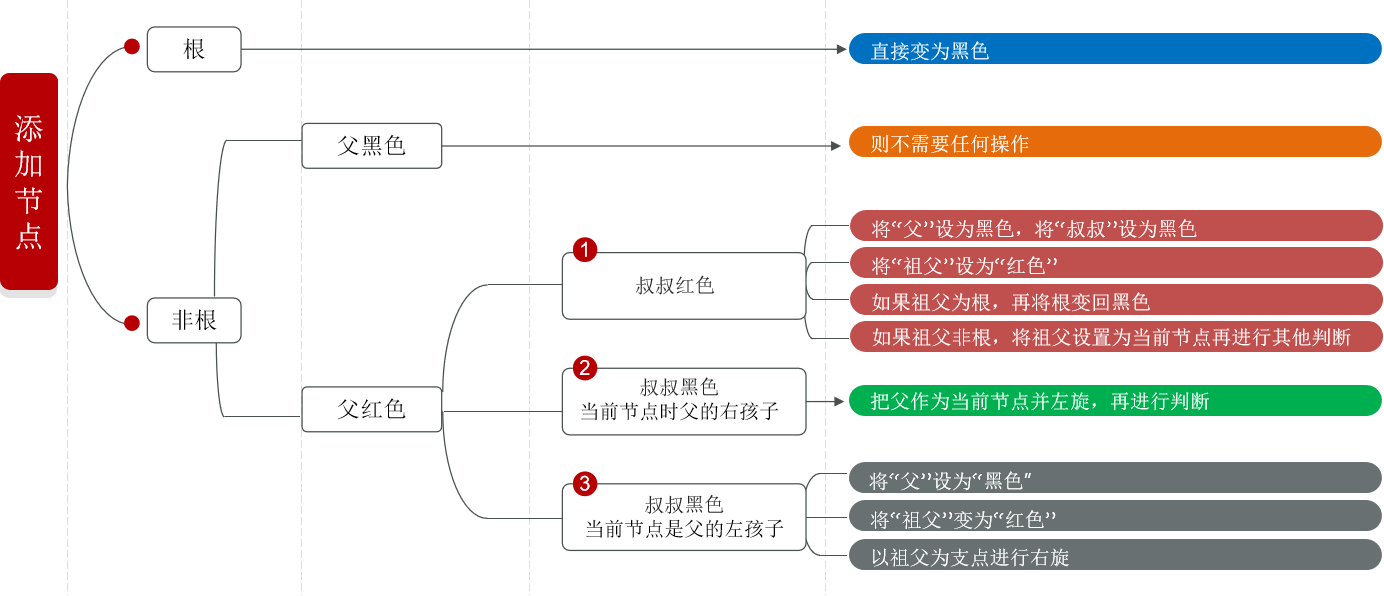 添加节点
根
直接变为黑色
非根
父黑色
则不需要任何操作
父红色
1
叔叔红色
将“父”设为黑色，将“叔叔”设为黑色
将“祖父”设为“红色”
如果祖父为根，再将根变回黑色
如果祖父非根，将祖父设置为当前节点再进行其他判断
2
叔叔黑色
当前节点时父的右孩子
把父作为当前节点并左旋，再进行判断
3
叔叔黑色
当前节点是父的左孩子
将“父”设为“黑色”
将“祖父”变为“红色”
以祖父为支点进行右旋